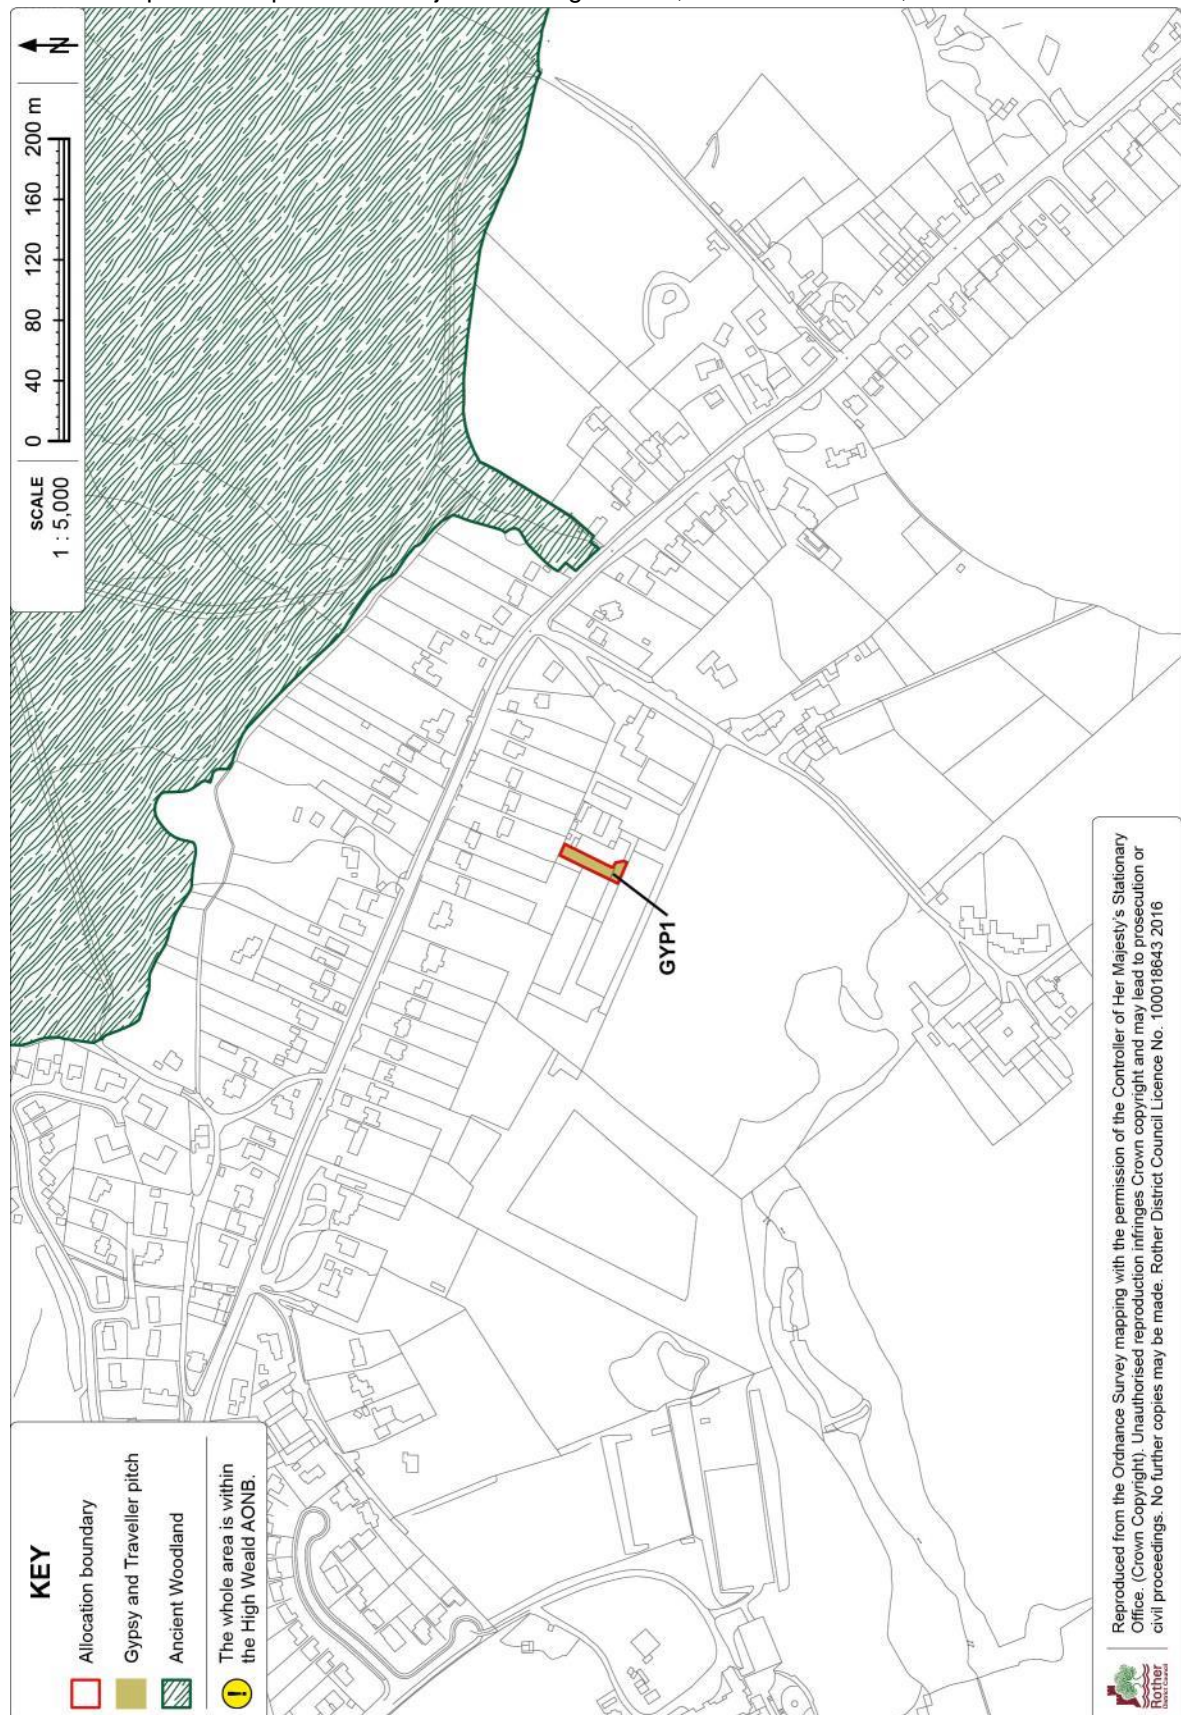 KEY
Allocation boundary
Gypsy and Traveller pitch
Ancient Woodland
! The whole area is within
the High Weald AONB.
SCALE
1 : 5,000
0 40 80 120 160 200 m
N
GYP1
Rother
District Council
Reproduced from the Ordnance Survey mapping with the permission of the Controller of Her Majesty's Stationary
Office. (Crown Copyright). Unauthorised reproduction infringes Crown copyright and may lead to prosecution or
civil proceedings. No further copies may be made. Rother District Council Licence No. 100018643 2016